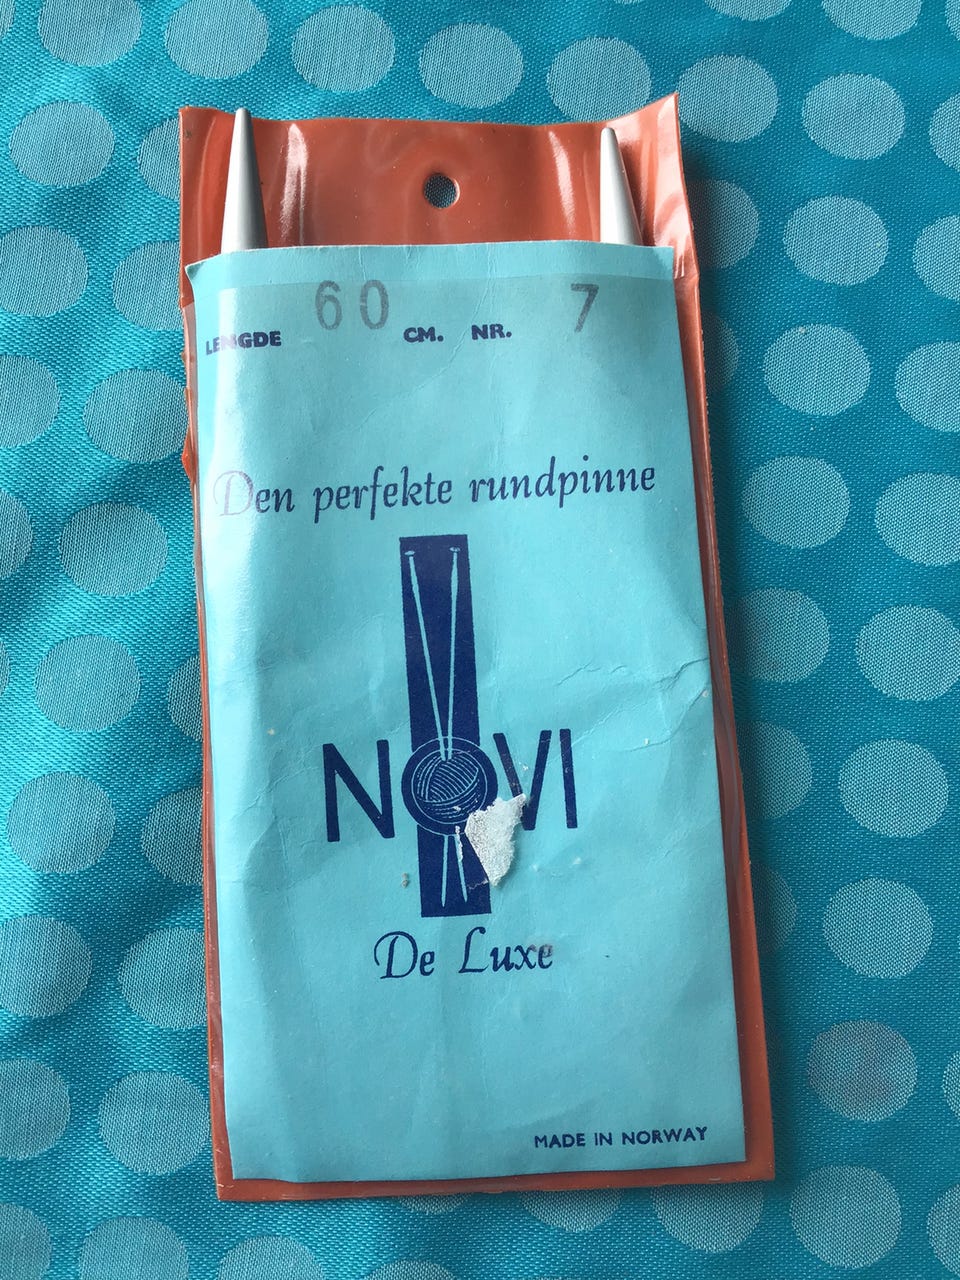 LENGDE 60 CM. NR. 7
Den perfekte rundpinne
NOVI
De Luxe
MADE IN NORWAY